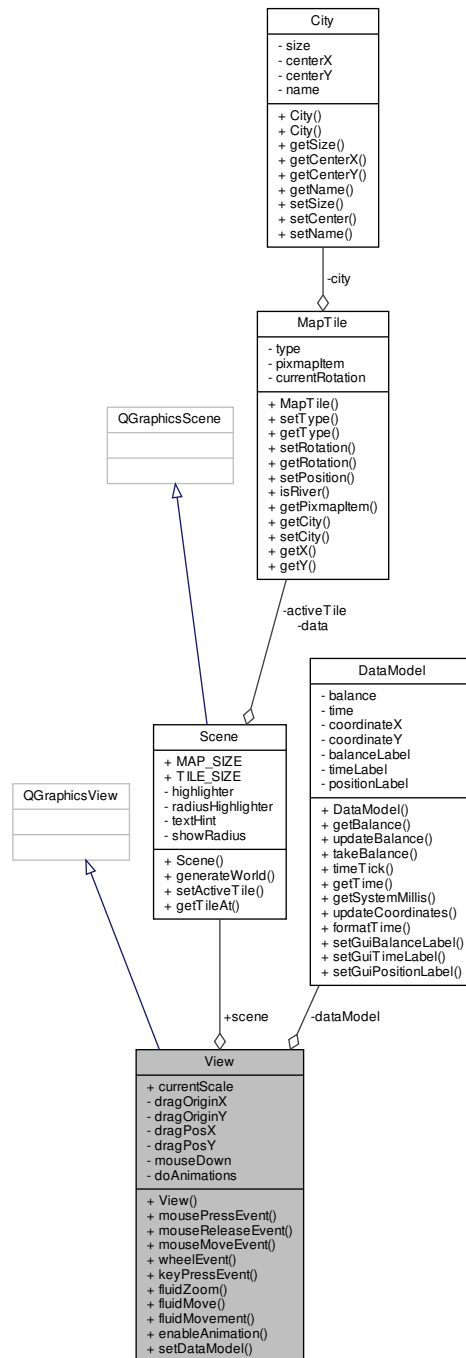 City
- size
- centerX
- centerY
- name
+ City()
+ City()
+ getSize()
+ getCenterX()
+ getCenterY()
+ getName()
+ setSize()
+ setCenter()
+ setName()
-city
MapTile
- type
- pixmapItem
- currentRotation
+ MapTile()
+ setType()
+ getType()
+ setRotation()
+ getRotation()
+ setPosition()
+ isRiver()
+ getPixmapItem()
+ getCity()
+ setCity()
+ getX()
+ getY()
QGraphicsScene
-activeTile
-data
DataModel
- balance
- time
- coordinateX
- coordinateY
- balanceLabel
- timeLabel
- positionLabel
+ DataModel()
+ getBalance()
+ updateBalance()
+ takeBalance()
+ timeTick()
+ getTime()
+ getSystemMillis()
+ updateCoordinates()
+ formatTime()
+ setGuiBalanceLabel()
+ setGuiTimeLabel()
+ setGuiPositionLabel()
Scene
+ MAP_SIZE
+ TILE_SIZE
- highlighter
- radiusHighlighter
- textHint
- showRadius
+ Scene()
+ generateWorld()
+ setActiveTile()
+ getTileAt()
QGraphicsView
+scene
-dataModel
View
+ currentScale
- dragOriginX
- dragOriginY
- dragPosX
- dragPosY
- mouseDown
- doAnimations
+ View()
+ mousePressEvent()
+ mouseReleaseEvent()
+ mouseMoveEvent()
+ wheelEvent()
+ keyPressEvent()
+ fluidZoom()
+ fluidMove()
+ fluidMovement()
+ enableAnimation()
+ setDataModel()